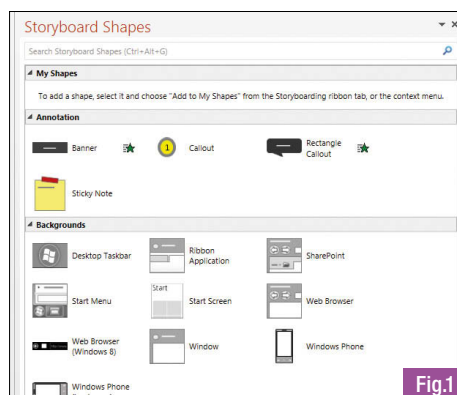 Storyboard Shapes
Search Storyboard Shapes (Ctrl+Alt+G)
My Shapes
To add a shape, select it and choose "Add to My Shapes" from the Storyboarding ribbon tab, or the context menu.
Annotation
Banner
1
Callout
Rectangle
Callout
Sticky Note
Backgrounds
Desktop Taskbar
Ribbon
Application
SharePoint
Start Menu
Start
Start Screen
Web Browser
Web Browser
(Windows 8)
Window
Windows Phone
Windows Phone
Fig.1